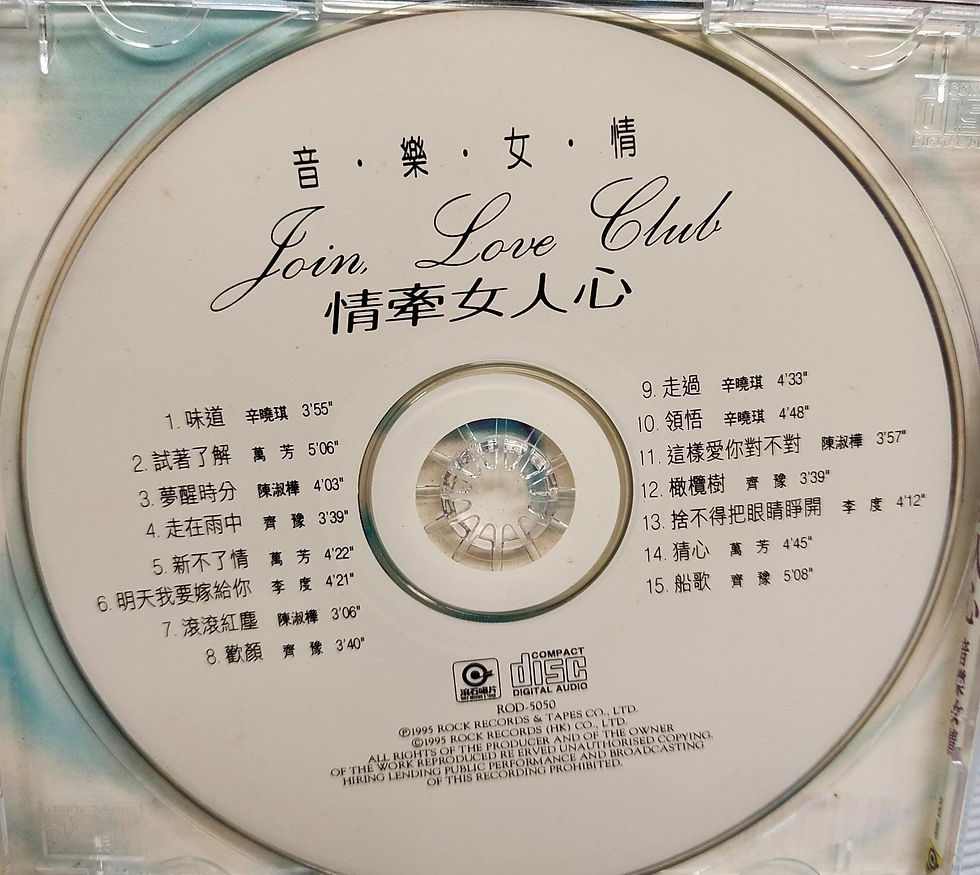 音・樂・女・情
Join, Love Club
情牽女人心
1. 味道 辛曉琪 3'55"
2. 試著了解 萬芳 5'06"
3. 夢醒時分 陳淑樺 4'03"
4. 走在雨中 齊豫 3'39"
5. 新不了情 萬芳 4'22"
6. 明天我要嫁給你 李度 4'21"
7. 滾滾紅塵 陳淑樺 3'06"
8. 歡顏 齊豫 3'40"
9. 走過 辛曉琪 4'33"
10. 領悟 辛曉琪 4'48"
11. 這樣愛你對不對 陳淑樺 3'57"
12. 橄欖樹 齊豫 3'39"
13. 捨不得把眼睛睜開 李度 4'12"
14. 猜心 萬芳 4'45"
15. 船歌 齊豫 5'08"
滾石唱片
COMPACT
disc
DIGITAL AUDIO
ROD-5050
℗1995 ROCK RECORDS & TAPES CO., LTD.
©1995 ROCK RECORDS (HK) CO., LTD.
ALL RIGHTS OF THE PRODUCER AND OF THE OWNER
OF THE WORK REPRODUCED RE ERVED UNAUTHORISED COPYING.
HIRING LENDING PUBLIC PERFORMANCE AND BROADCASTING
OF THIS RECORDING PROHIBITED.